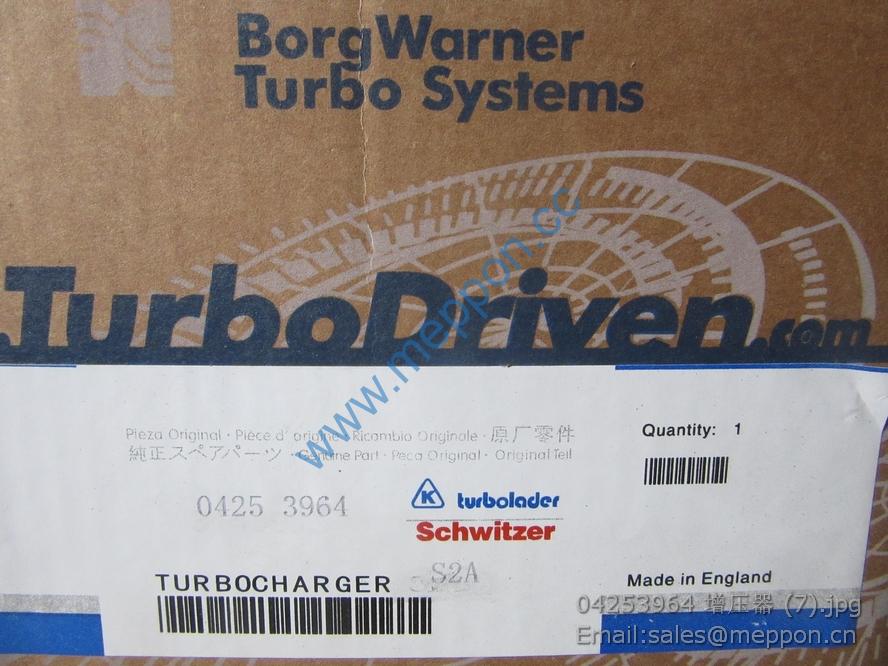 BorgWarner
Turbo Systems
.TurboDriven.com
www.meppon.cc
Pieza Original · Pièce d' origine · Ricambio Originale · 原厂零件
純正スペアパーツ · Genuine Part · Peca Original · Original Teil
Quantity: 1
0425 3964
K turbolader
Schwitzer
S2A
TURBOCHARGER
Made in England
04253964 增压器 (7).jpg
Email:sales@meppon.cn